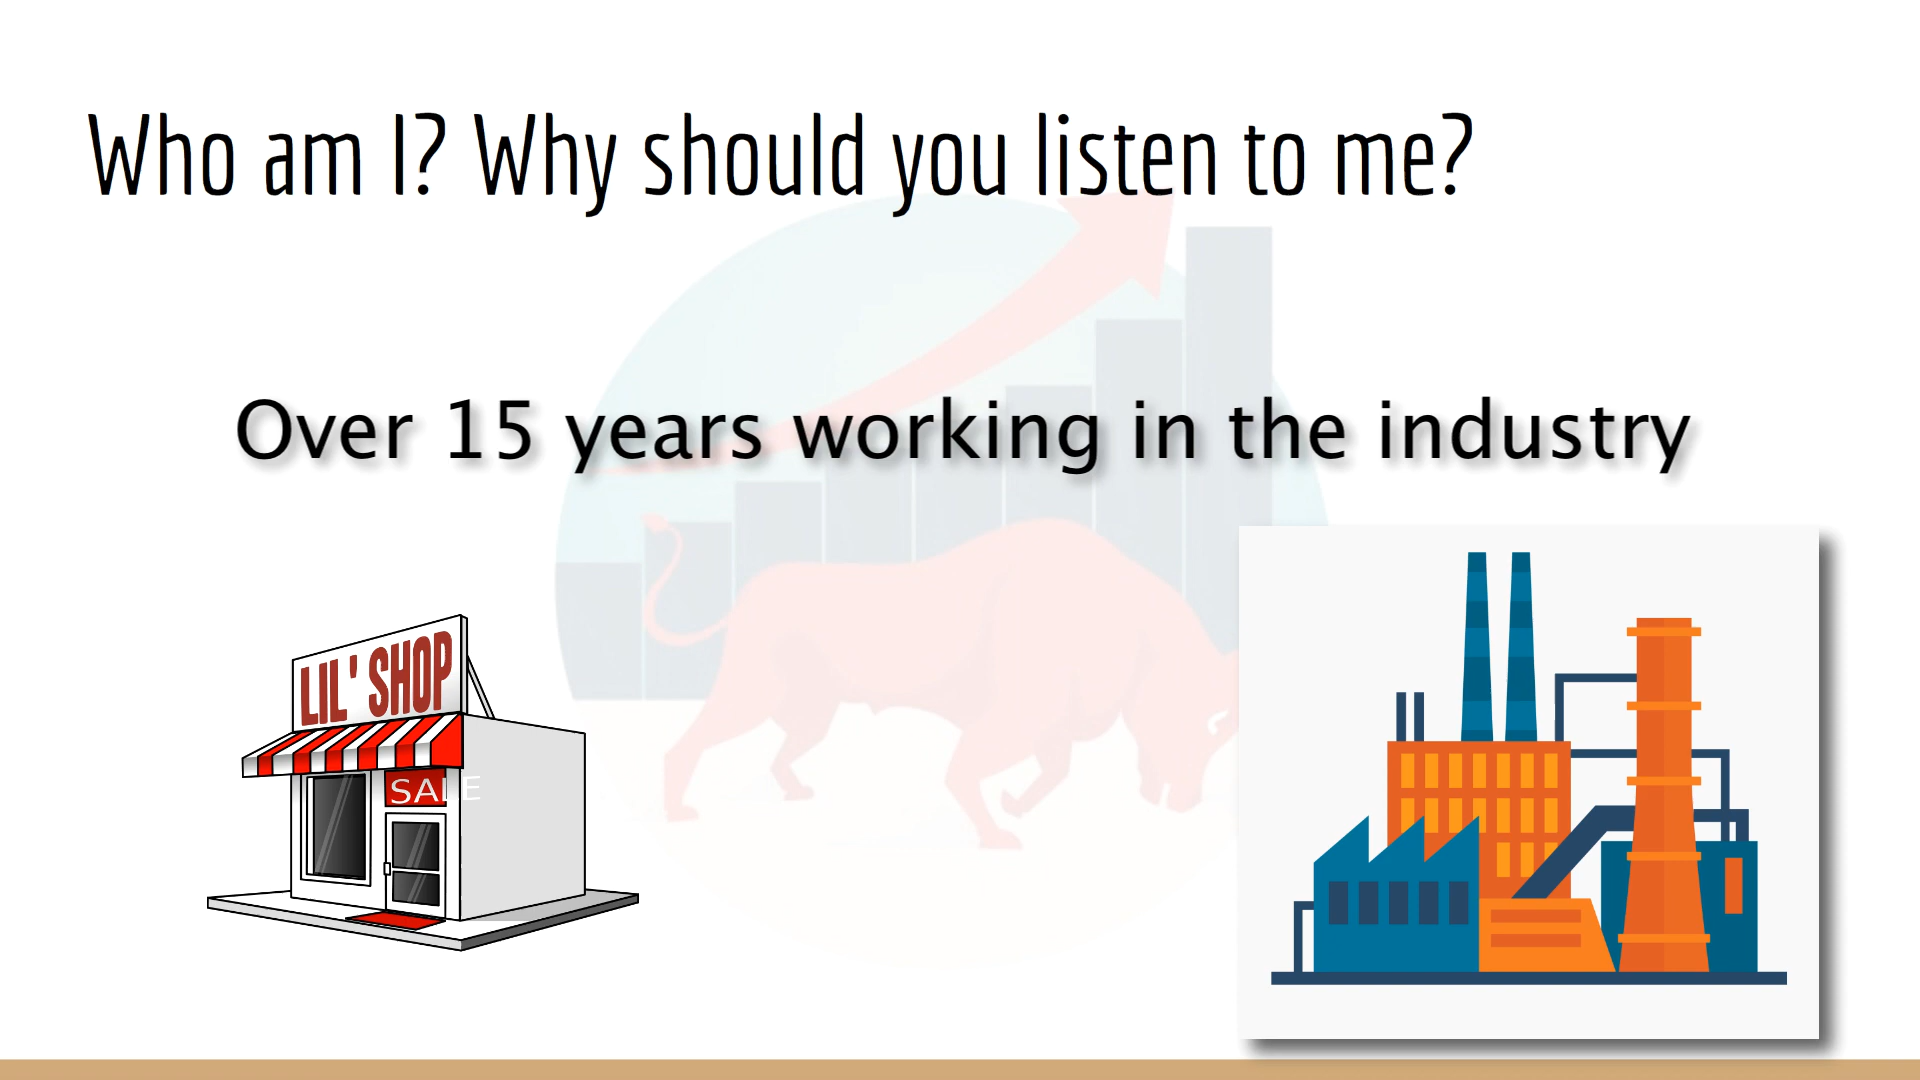 Who am I? Why should you listen to me?
Over 15 years working in the industry
LIL' SHOP
SALE